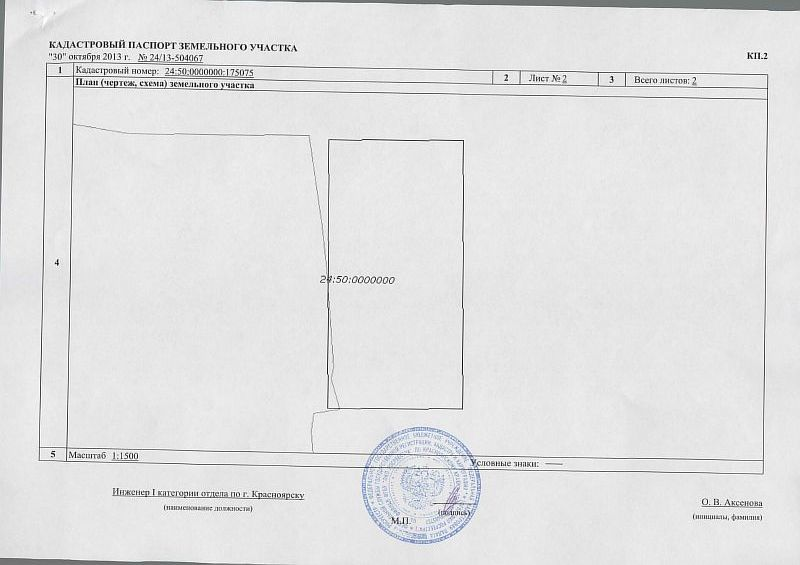 КАДАСТРОВЫЙ ПАСПОРТ ЗЕМЕЛЬНОГО УЧАСТКА
"30" октября 2013 г. № 24/13-504067
КП.2
1 Кадастровый номер: 24:50:0000000:175075 2 Лист № 2 3 Всего листов: 2
План (чертеж, схема) земельного участка
4
24:50:0000000
5 Масштаб 1:1500 Условные знаки:
Инженер I категории отдела по г. Красноярску
(наименование должности)
М.П.
(подпись)
О. В. Аксенова
(инициалы, фамилия)